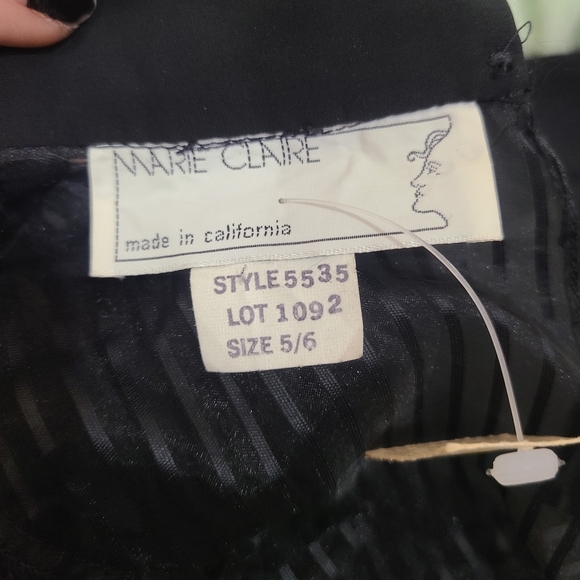 MARIE CLAIRE
made in california
STYLE 5535
LOT 1092
SIZE 5/6